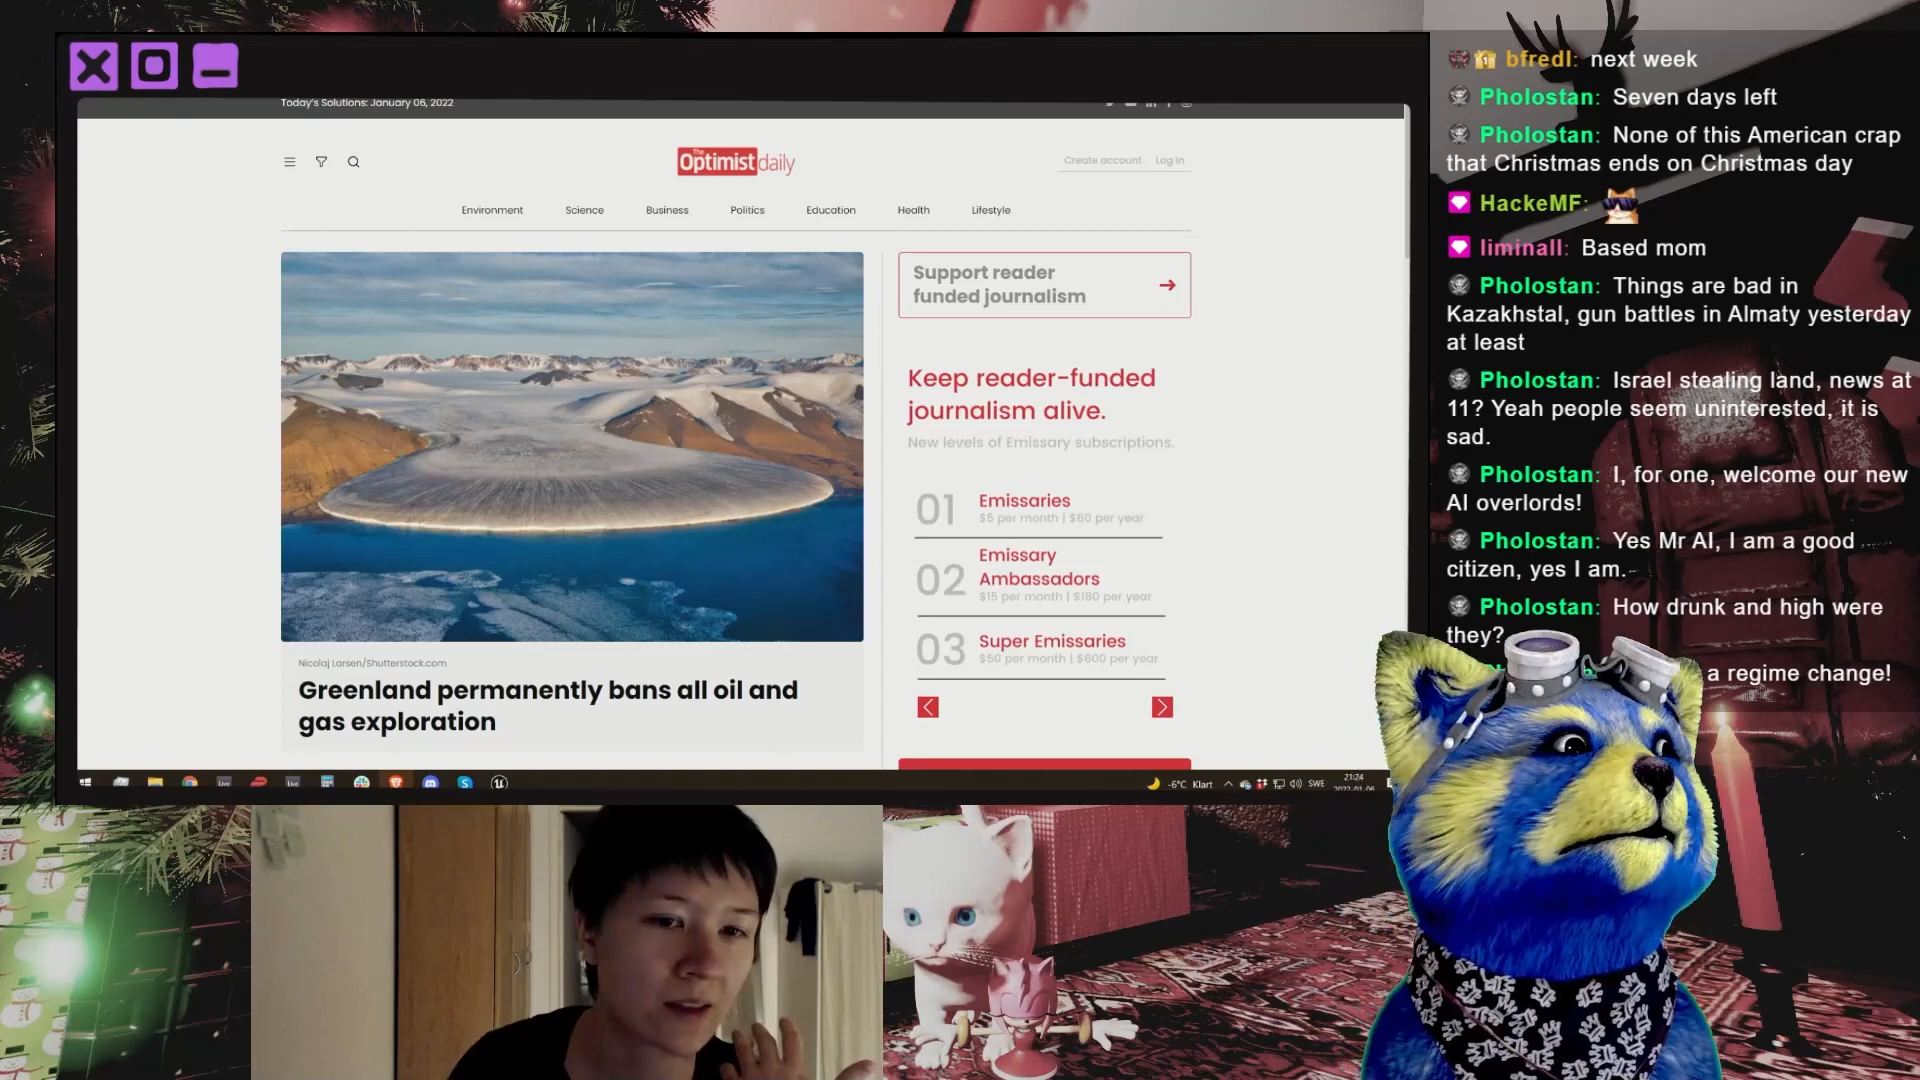 Today's Solutions: January 06, 2022
The
Optimist daily
Create account Log in
Environment Science Business Politics Education Health Lifestyle
Support reader
funded journalism
Keep reader-funded
journalism alive.
New levels of Emissary subscriptions.
01 Emissaries
$5 per month | $60 per year
02 Emissary
Ambassadors
$15 per month | $180 per year
03 Super Emissaries
$50 per month | $600 per year
Nicolaj Larsen/Shutterstock.com
Greenland permanently bans all oil and
gas exploration
-6°C Klart SWE 21:24
2022-01-06
bfredl: next week
Pholostan: Seven days left
Pholostan: None of this American crap
that Christmas ends on Christmas day
HackeMF:
liminall: Based mom
Pholostan: Things are bad in
Kazakhstal, gun battles in Almaty yesterday
at least
Pholostan: Israel stealing land, news at
11? Yeah people seem uninterested, it is
sad.
Pholostan: I, for one, welcome our new
AI overlords!
Pholostan: Yes Mr AI, I am a good
citizen, yes I am.
Pholostan: How drunk and high were
they?
a regime change!